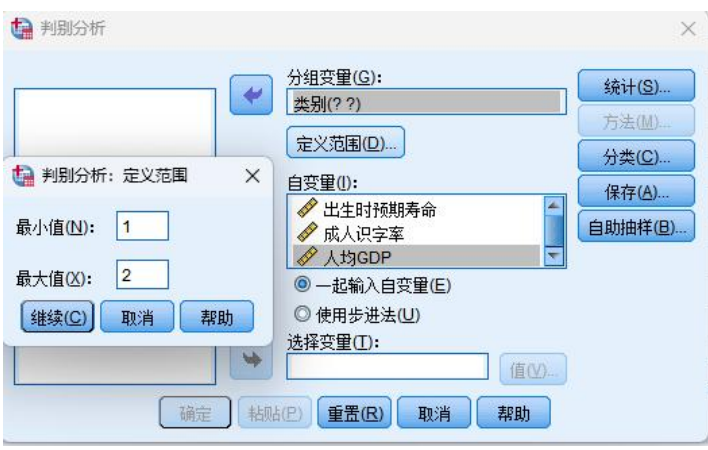 判别分析
分组变量(G):
类别(? ?)
定义范围(D)...
自变量(I):
出生时预期寿命
成人识字率
人均GDP
一起输入自变量(E)
使用步进法(U)
选择变量(T):
值(V)...
统计(S)...
方法(M)...
分类(C)...
保存(A)...
自助抽样(B)...
判别分析: 定义范围
最小值(N): 1
最大值(X): 2
继续(C) 取消 帮助
确定 粘贴(P) 重置(R) 取消 帮助